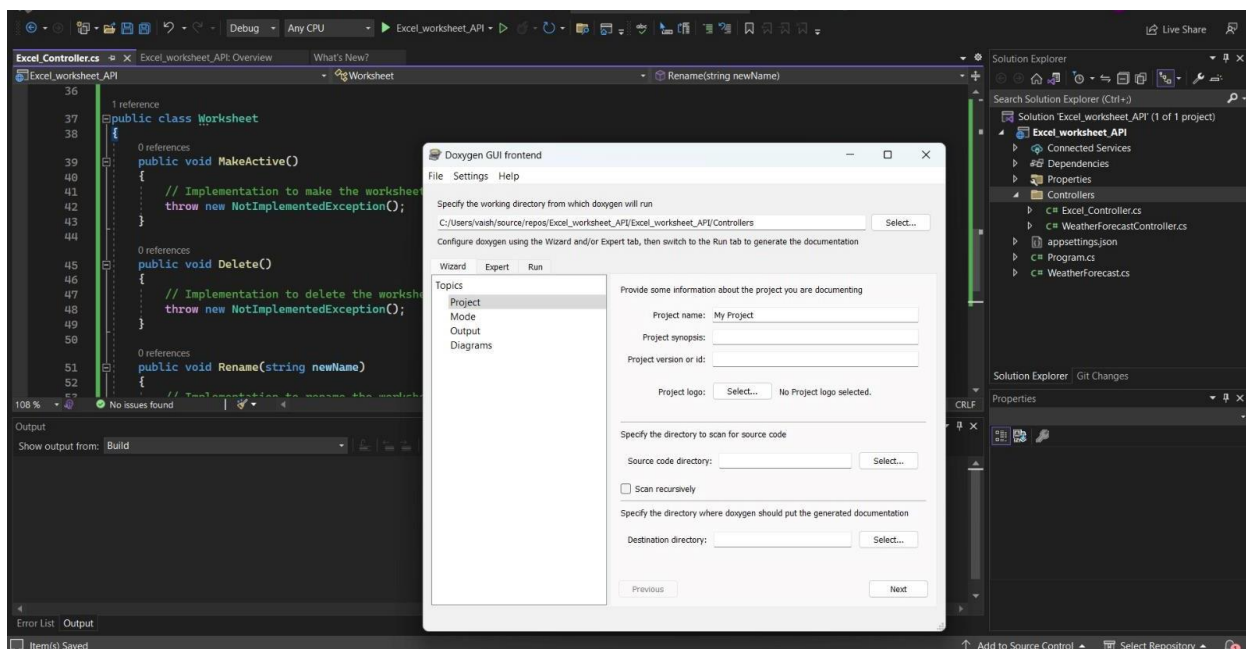 Debug
Any CPU
Excel_worksheet_API
Live Share
Excel_Controller.cs
Excel_worksheet_API: Overview
What's New?
Excel_worksheet_API
Worksheet
Rename(string newName)
36
1 reference
37 public class Worksheet
38 {
0 references
39 public void MakeActive()
40 {
41 // Implementation to make the worksheet
42 throw new NotImplementedException();
43 }
44
0 references
45 public void Delete()
46 {
47 // Implementation to delete the workshe
48 throw new NotImplementedException();
49 }
50
0 references
51 public void Rename(string newName)
52 {
53 // Implementation to rename the workshe
108 %
No issues found
CRLF
Output
Show output from: Build
Error List Output
Item(s) Saved
Add to Source Control
Select Repository
Doxygen GUI frontend
File Settings Help
Specify the working directory from which doxygen will run
C:/Users/vaish/source/repos/Excel_worksheet_API/Excel_worksheet_API/Controllers
Select...
Configure doxygen using the Wizard and/or Expert tab, then switch to the Run tab to generate the documentation
Wizard Expert Run
Topics
Project
Mode
Output
Diagrams
Provide some information about the project you are documenting
Project name: My Project
Project synopsis:
Project version or id:
Project logo: Select... No Project logo selected.
Specify the directory to scan for source code
Source code directory: Select...
Scan recursively
Specify the directory where doxygen should put the generated documentation
Destination directory: Select...
Previous Next
Solution Explorer
Search Solution Explorer (Ctrl+;)
Solution 'Excel_worksheet_API' (1 of 1 project)
Excel_worksheet_API
Connected Services
Dependencies
Properties
Controllers
C# Excel_Controller.cs
C# WeatherForecastController.cs
appsettings.json
C# Program.cs
C# WeatherForecast.cs
Solution Explorer Git Changes
Properties